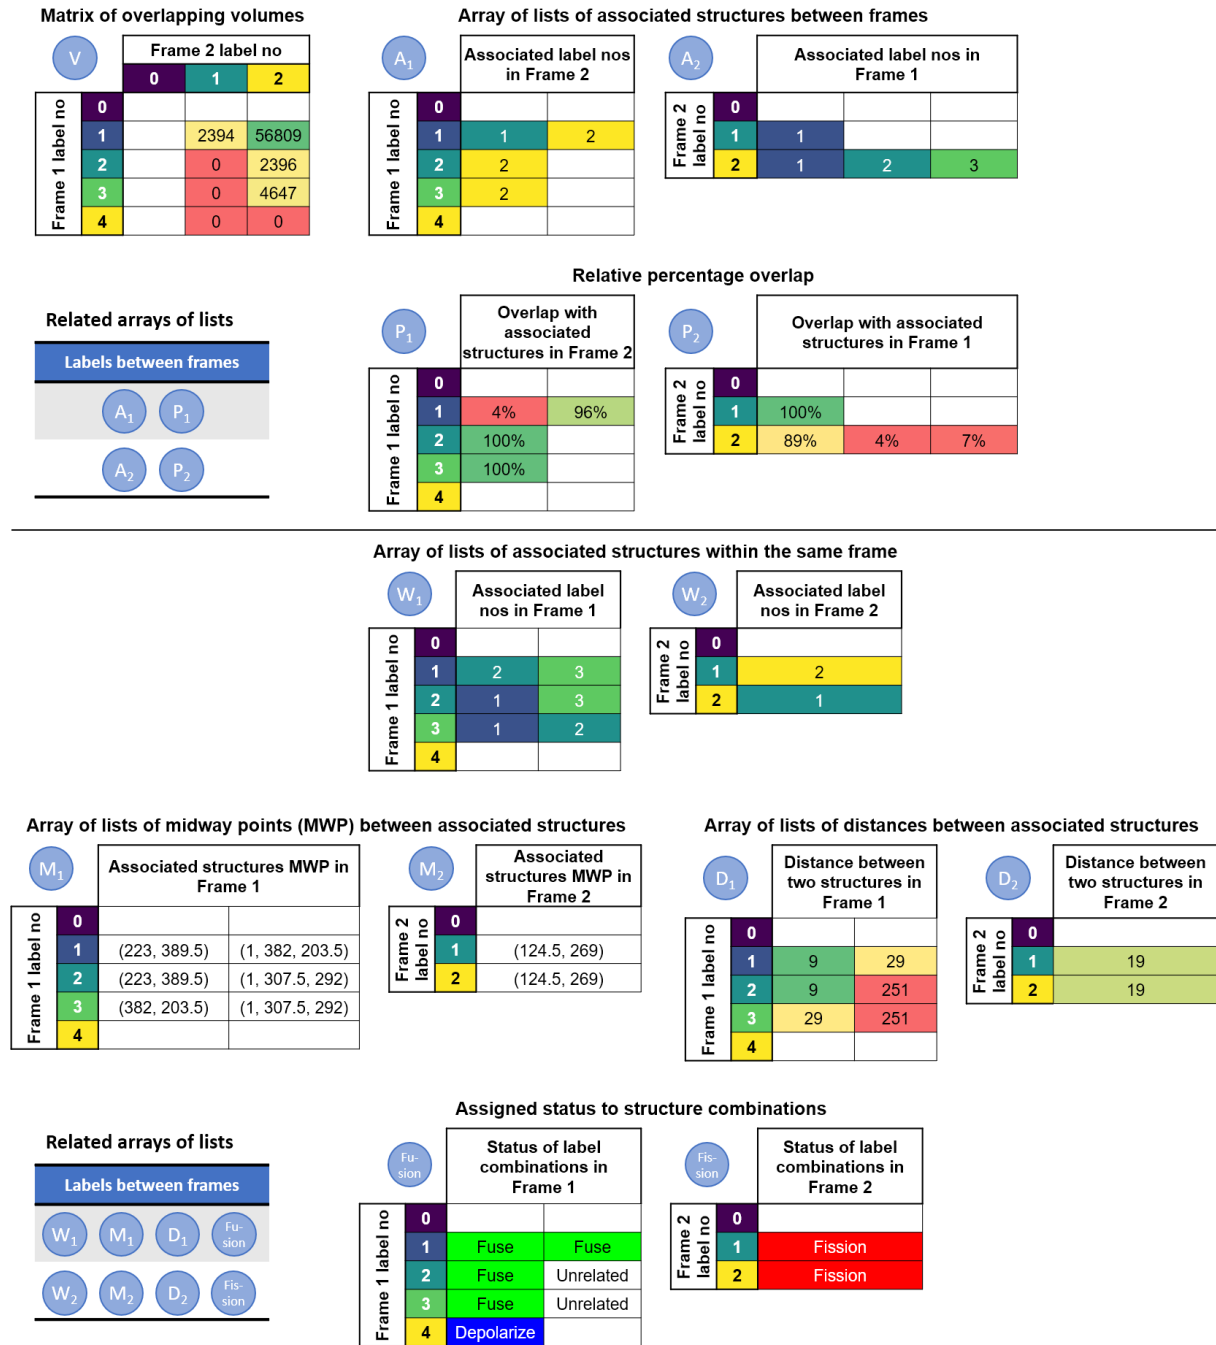 Matrix of overlapping volumes
V
Frame 2 label no
0 1 2
Frame 1 label no
0
1 2394 56809
2 0 2396
3 0 4647
4 0 0
Array of lists of associated structures between frames
A1
Associated label nos
in Frame 2
Frame 1 label no
0
1 1 2
2 2
3 2
4
A2
Associated label nos in
Frame 1
Frame 2
label no
0
1 1
2 1 2 3
Related arrays of lists
Labels between frames
A1 P1
A2 P2
Relative percentage overlap
P1
Overlap with
associated
structures in Frame 2
Frame 1 label no
0
1 4% 96%
2 100%
3 100%
4
P2
Overlap with associated
structures in Frame 1
Frame 2
label no
0
1 100%
2 89% 4% 7%
Array of lists of associated structures within the same frame
W1
Associated label
nos in Frame 1
Frame 1 label no
0
1 2 3
2 1 3
3 1 2
4
W2
Associated label
nos in Frame 2
Frame 2
label no
0
1 2
2 1
Array of lists of midway points (MWP) between associated structures
M1
Associated structures MWP in
Frame 1
Frame 1 label no
0
1 (223, 389.5) (1, 382, 203.5)
2 (223, 389.5) (1, 307.5, 292)
3 (382, 203.5) (1, 307.5, 292)
4
M2
Associated
structures MWP in
Frame 2
Frame 2
label no
0
1 (124.5, 269)
2 (124.5, 269)
Array of lists of distances between associated structures
D1
Distance between
two structures in
Frame 1
Frame 1 label no
0
1 9 29
2 9 251
3 29 251
4
D2
Distance between
two structures in
Frame 2
Frame 2
label no
0
1 19
2 19
Related arrays of lists
Labels between frames
W1 M1 D1 Fu-
sion
W2 M2 D2 Fis-
sion
Assigned status to structure combinations
Fu-
sion
Status of label
combinations in
Frame 1
Frame 1 label no
0
1 Fuse Fuse
2 Fuse Unrelated
3 Fuse Unrelated
4 Depolarize
Fis-
sion
Status of label
combinations in
Frame 2
Frame 2
label no
0
1 Fission
2 Fission